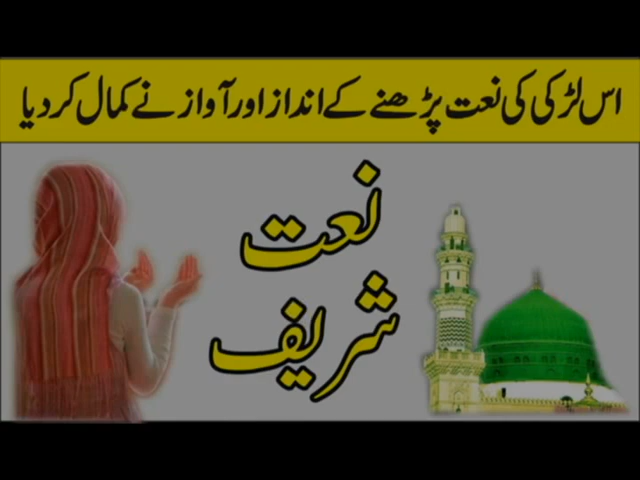 اس لڑکی کی نعت پڑھنے کے انداز اور آواز نے کمال کر دیا
نعت
شریف